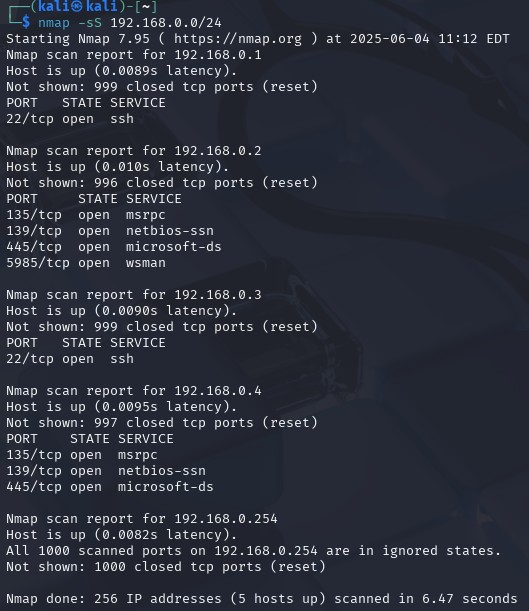 ┌──(kali㉿kali)-[~]
└─$ nmap -sS 192.168.0.0/24
Starting Nmap 7.95 ( https://nmap.org ) at 2025-06-04 11:12 EDT
Nmap scan report for 192.168.0.1
Host is up (0.0089s latency).
Not shown: 999 closed tcp ports (reset)
PORT   STATE SERVICE
22/tcp open  ssh

Nmap scan report for 192.168.0.2
Host is up (0.010s latency).
Not shown: 996 closed tcp ports (reset)
PORT     STATE SERVICE
135/tcp  open  msrpc
139/tcp  open  netbios-ssn
445/tcp  open  microsoft-ds
5985/tcp open  wsman

Nmap scan report for 192.168.0.3
Host is up (0.0090s latency).
Not shown: 999 closed tcp ports (reset)
PORT   STATE SERVICE
22/tcp open  ssh

Nmap scan report for 192.168.0.4
Host is up (0.0095s latency).
Not shown: 997 closed tcp ports (reset)
PORT    STATE SERVICE
135/tcp open  msrpc
139/tcp open  netbios-ssn
445/tcp open  microsoft-ds

Nmap scan report for 192.168.0.254
Host is up (0.0082s latency).
All 1000 scanned ports on 192.168.0.254 are in ignored states.
Not shown: 1000 closed tcp ports (reset)

Nmap done: 256 IP addresses (5 hosts up) scanned in 6.47 seconds